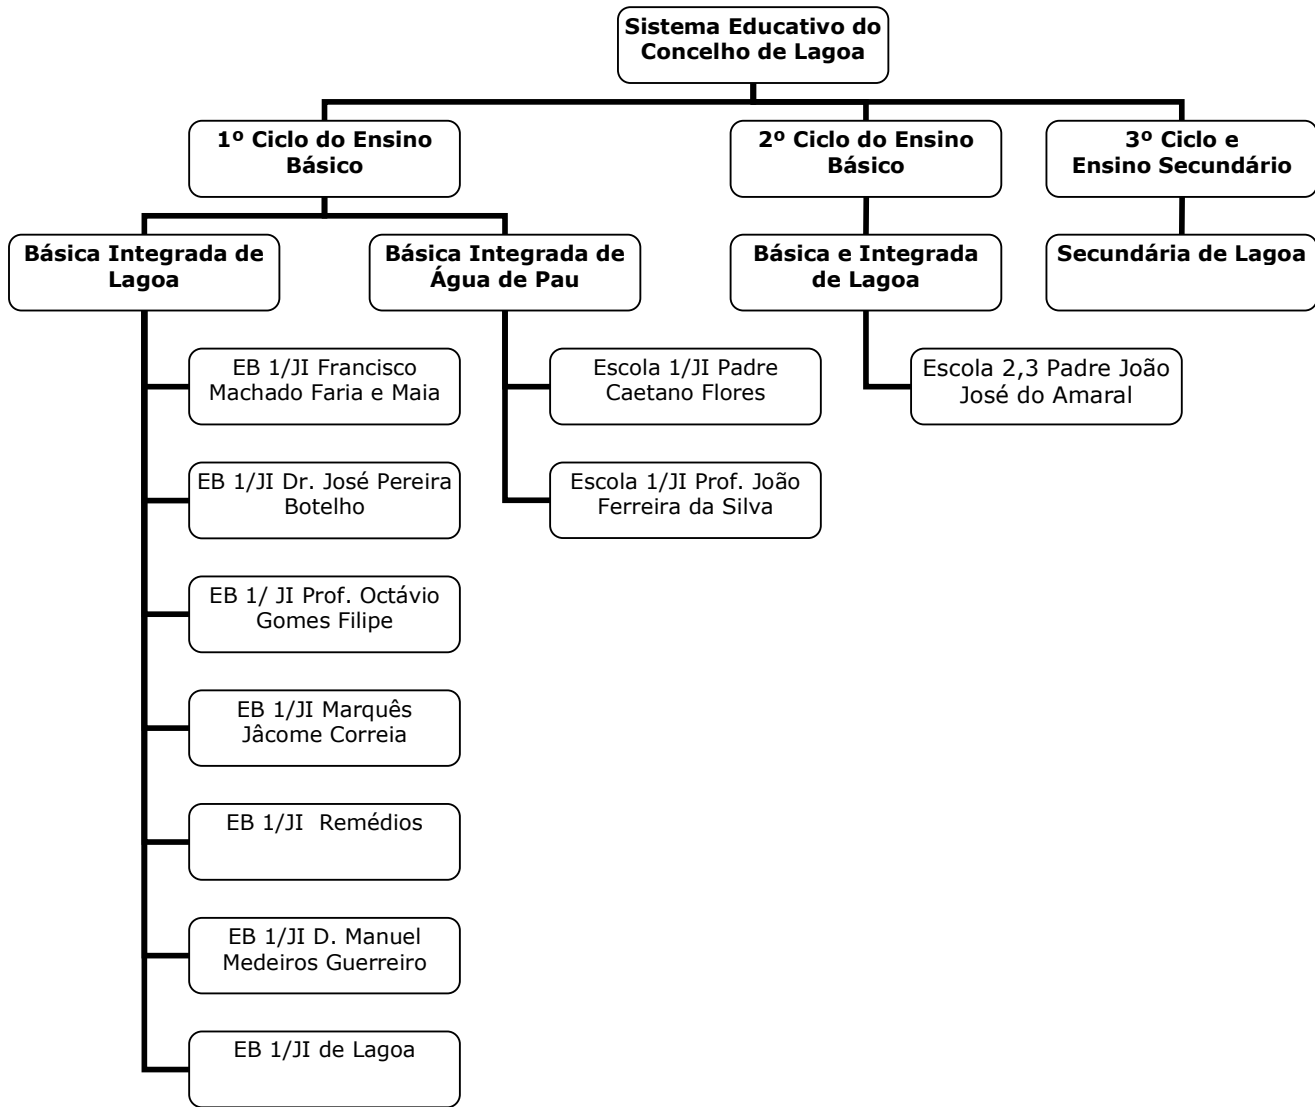 Sistema Educativo do
Concelho de Lagoa
1º Ciclo do Ensino
Básico
2º Ciclo do Ensino
Básico
3º Ciclo e
Ensino Secundário
Básica Integrada de
Lagoa
Básica Integrada de
Água de Pau
Básica e Integrada
de Lagoa
Secundária de Lagoa
EB 1/JI Francisco
Machado Faria e Maia
Escola 1/JI Padre
Caetano Flores
Escola 2,3 Padre João
José do Amaral
EB 1/JI Dr. José Pereira
Botelho
Escola 1/JI Prof. João
Ferreira da Silva
EB 1/ JI Prof. Octávio
Gomes Filipe
EB 1/JI Marquês
Jâcome Correia
EB 1/JI  Remédios
EB 1/JI D. Manuel
Medeiros Guerreiro
EB 1/JI de Lagoa